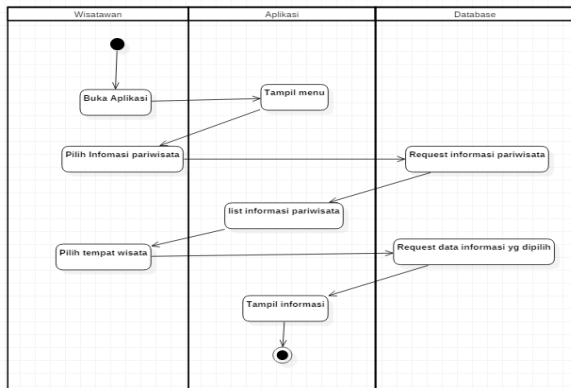 Wisatawan
Aplikasi
Database
Buka Aplikasi
Tampil menu
Pilih Infomasi pariwisata
Request informasi pariwisata
list informasi pariwisata
Pilih tempat wisata
Request data informasi yg dipilih
Tampil informasi